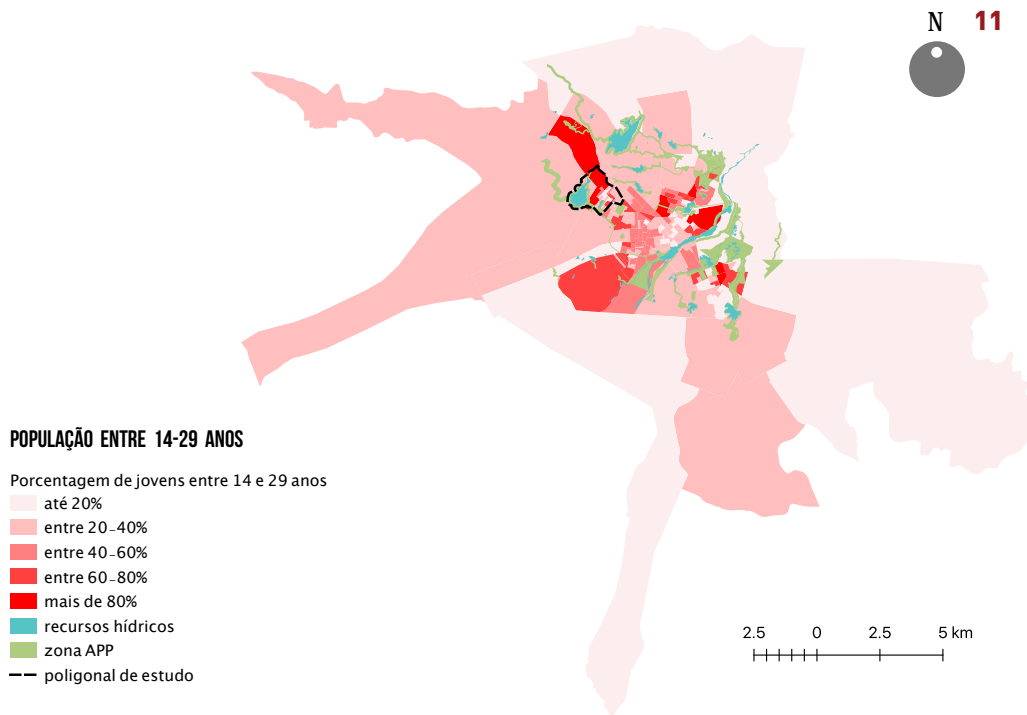 N 11
POPULAÇÃO ENTRE 14-29 ANOS
Porcentagem de jovens entre 14 e 29 anos
até 20%
entre 20-40%
entre 40-60%
entre 60-80%
mais de 80%
recursos hídricos
zona APP
poligonal de estudo
2.5 0 2.5 5 km